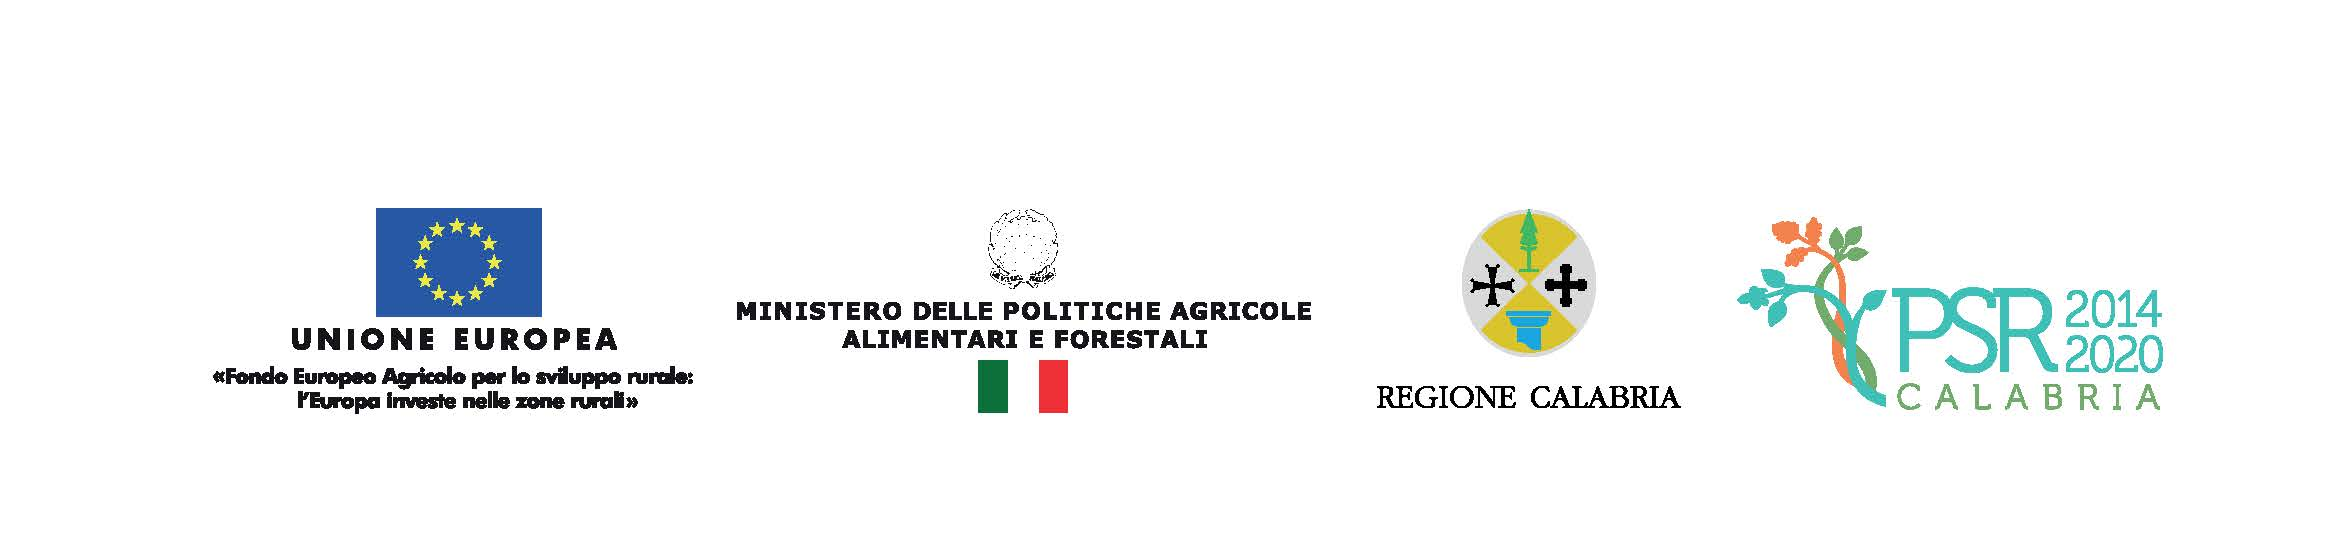 UNIONE EUROPEA
«Fondo Europeo Agricolo per lo sviluppo rurale:
l'Europa investe nelle zone rurali»
MINISTERO DELLE POLITICHE AGRICOLE
ALIMENTARI E FORESTALI
REGIONE CALABRIA
PSR 2014
2020
CALABRIA